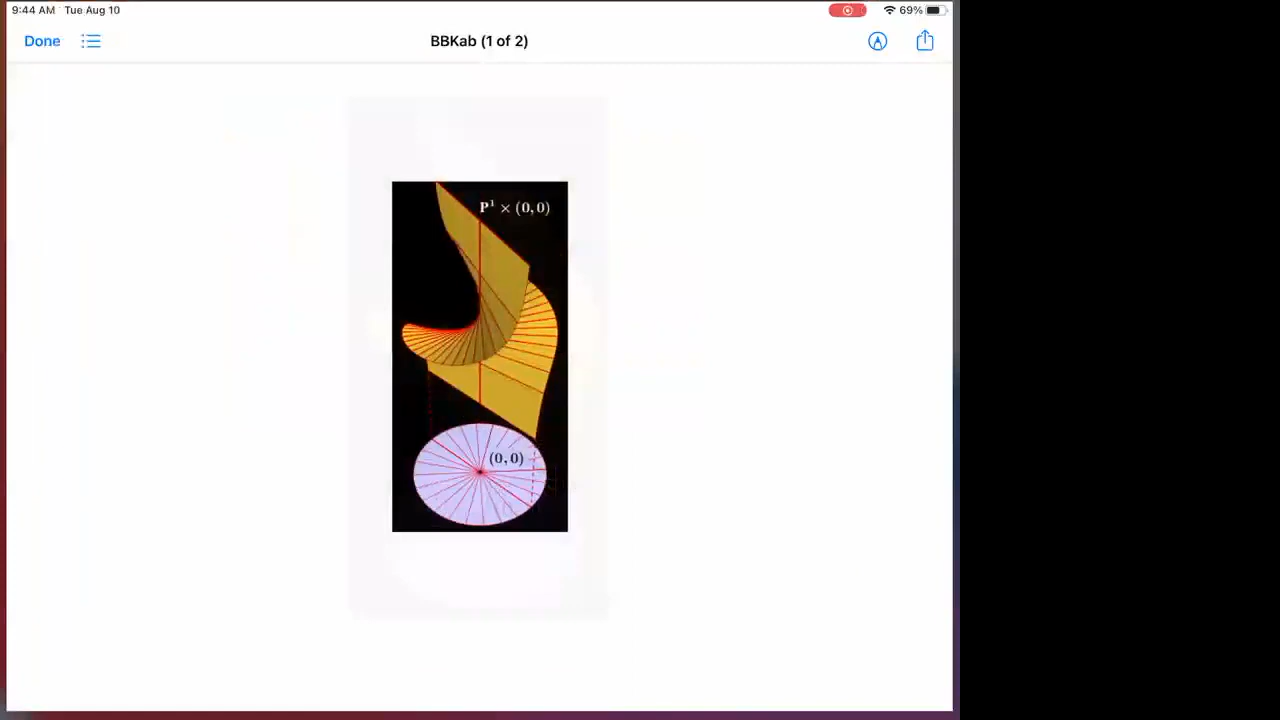 9:44 AM Tue Aug 10
69%
Done
BBKab (1 of 2)
P¹ × (0, 0)
(0, 0)